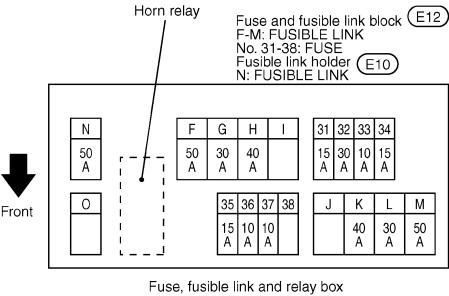 Horn relay
Fuse and fusible link block E12
F-M: FUSIBLE LINK
No. 31-38: FUSE
Fusible link holder E10
N: FUSIBLE LINK
N F G H I 31 32 33 34
50 A 50 A 30 A 40 A 15 A 30 A 10 A 15 A
Front
O 35 36 37 38 J K L M
15 A 10 A 10 A 40 A 30 A 50 A
Fuse, fusible link and relay box